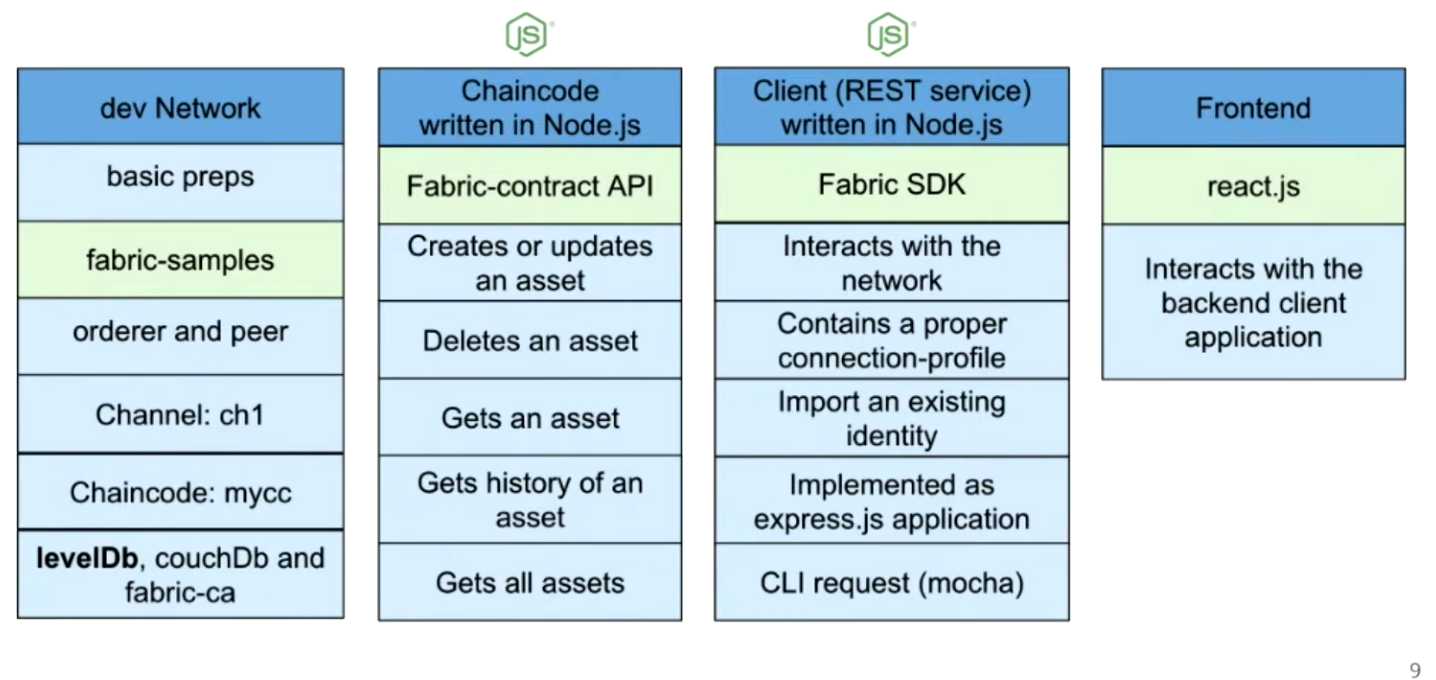 JS
JS
dev Network
basic preps
fabric-samples
orderer and peer
Channel: ch1
Chaincode: mycc
levelDb, couchDb and
fabric-ca
Chaincode
written in Node.js
Fabric-contract API
Creates or updates
an asset
Deletes an asset
Gets an asset
Gets history of an
asset
Gets all assets
Client (REST service)
written in Node.js
Fabric SDK
Interacts with the
network
Contains a proper
connection-profile
Import an existing
identity
Implemented as
express.js application
CLI request (mocha)
Frontend
react.js
Interacts with the
backend client
application
9